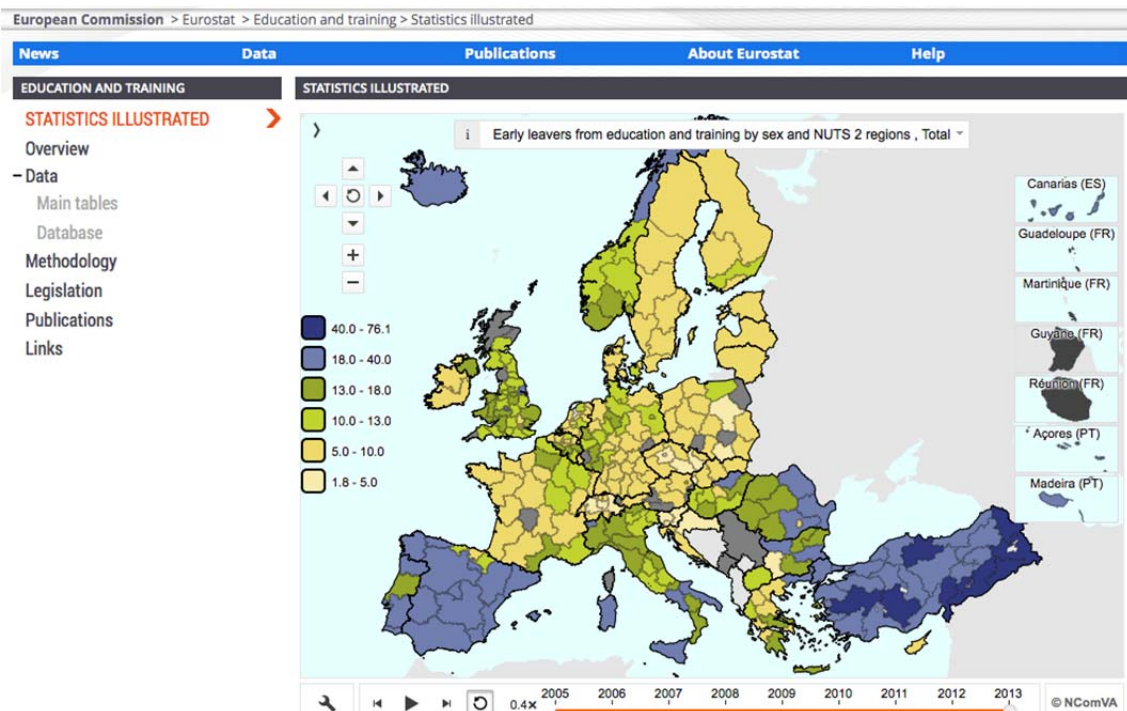 European Commission > Eurostat > Education and training > Statistics illustrated
News Data Publications About Eurostat Help
EDUCATION AND TRAINING
STATISTICS ILLUSTRATED
Overview
Data
Main tables
Database
Methodology
Legislation
Publications
Links
STATISTICS ILLUSTRATED
i Early leavers from education and training by sex and NUTS 2 regions , Total
40.0 - 76.1
18.0 - 40.0
13.0 - 18.0
10.0 - 13.0
5.0 - 10.0
1.8 - 5.0
Canarias (ES)
Guadeloupe (FR)
Martinique (FR)
Guyane (FR)
Réunion (FR)
Açores (PT)
Madeira (PT)
0.4x 2005 2006 2007 2008 2009 2010 2011 2012 2013
© NComVA